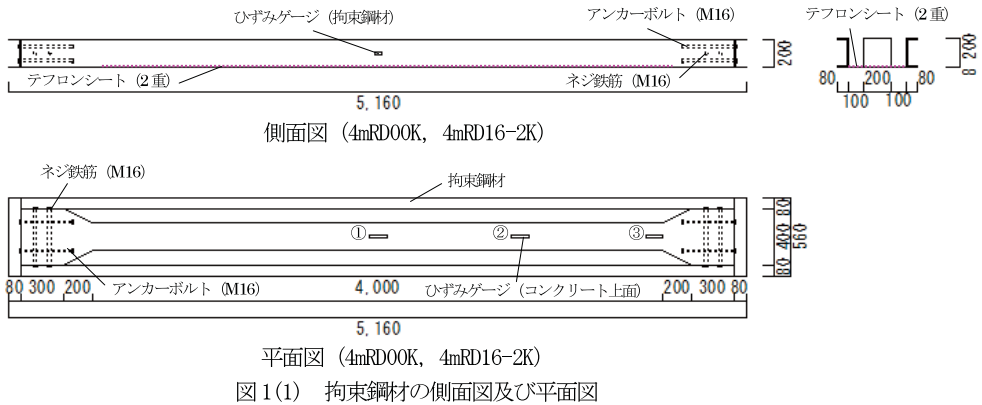 ひずみゲージ (拘束鋼材)
アンカーボルト (M16)
テフロンシート (2重)
200
テフロンシート (2重)
ネジ鉄筋 (M16)
5,160
80 200 80
100 100
8 200
側面図 (4mRD00K, 4mRD16-2K)
ネジ鉄筋 (M16)
拘束鋼材
① ② ③
80 400 80
560
80 300 200
アンカーボルト (M16)
4,000
ひずみゲージ (コンクリート上面)
200 300 80
5,160
平面図 (4mRD00K, 4mRD16-2K)
図1(1) 拘束鋼材の側面図及び平面図